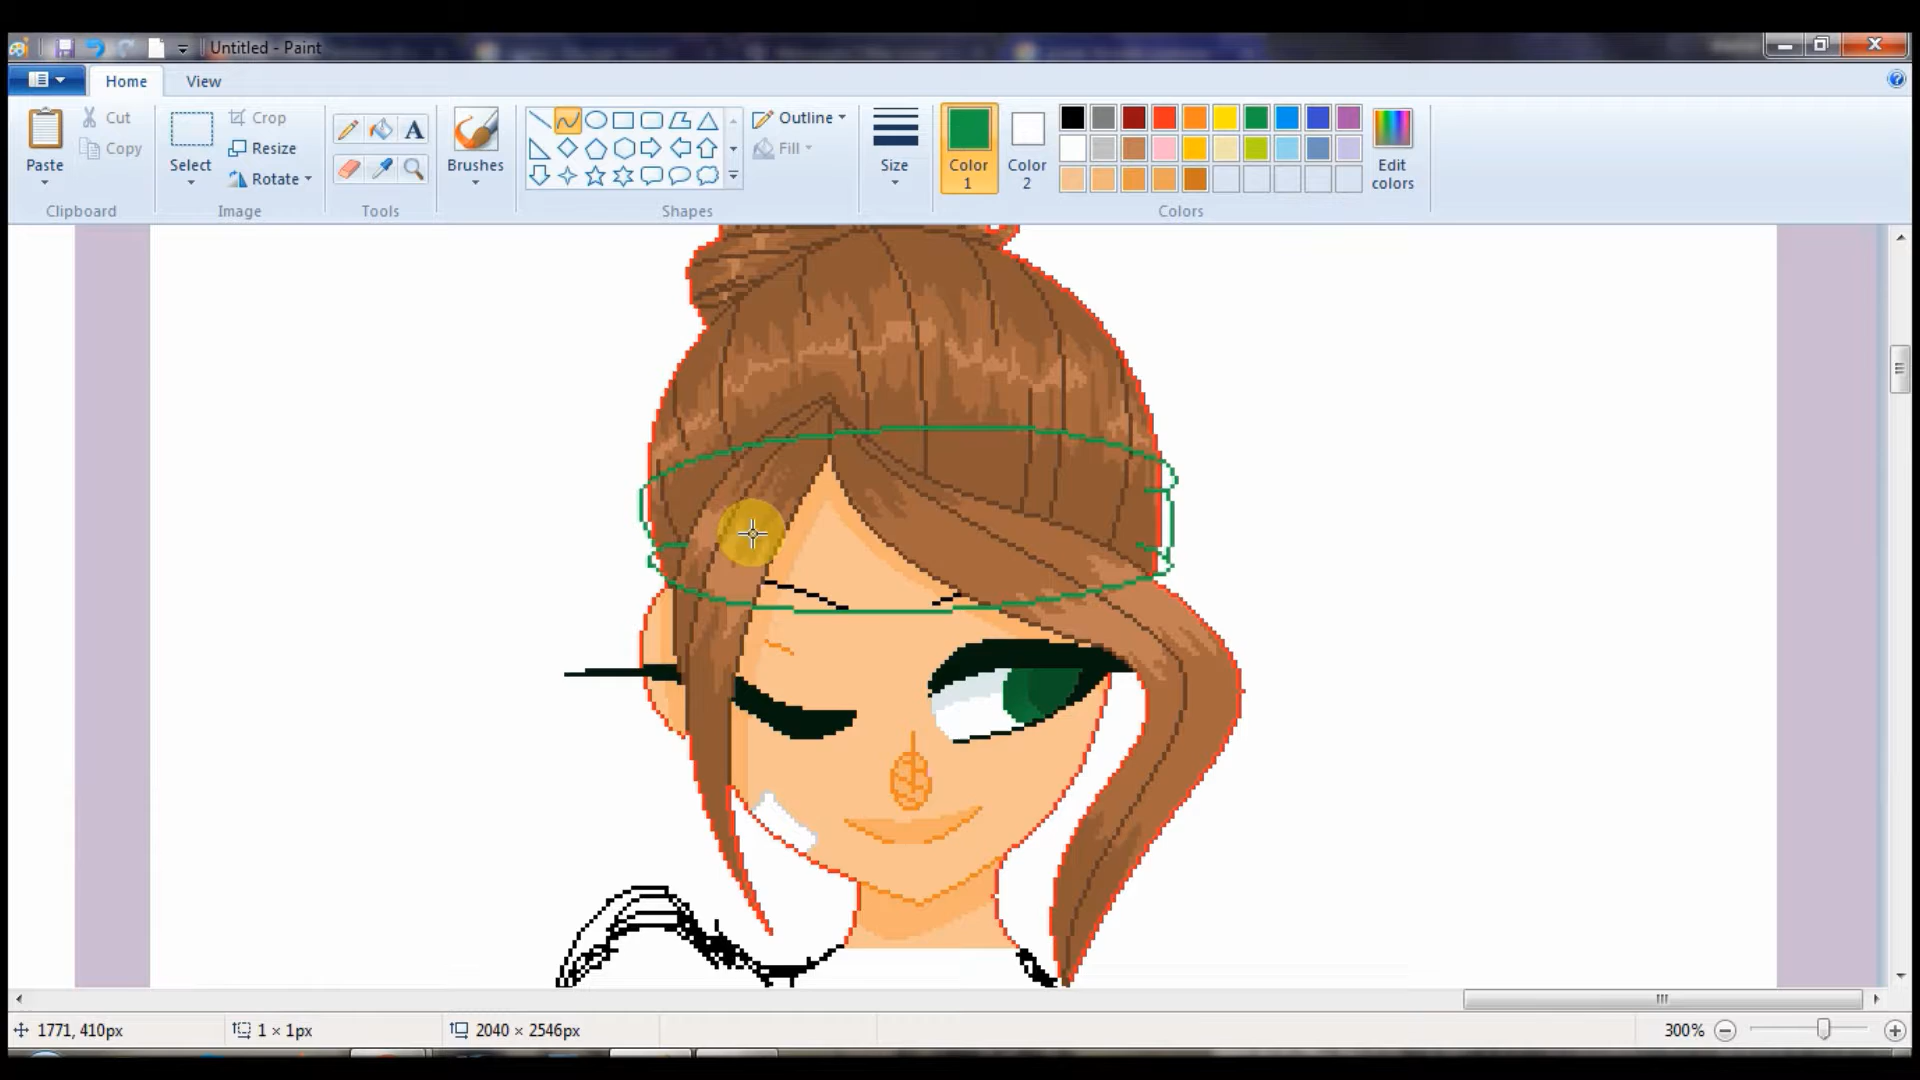 Untitled - Paint
Home View
Paste
Cut
Copy
Clipboard
Select
Crop
Resize
Rotate
Image
A
Tools
Brushes
Outline
Fill
Shapes
Size
Color 1
Color 2
Edit colors
Colors
1771, 410px
1 × 1px
2040 × 2546px
300%